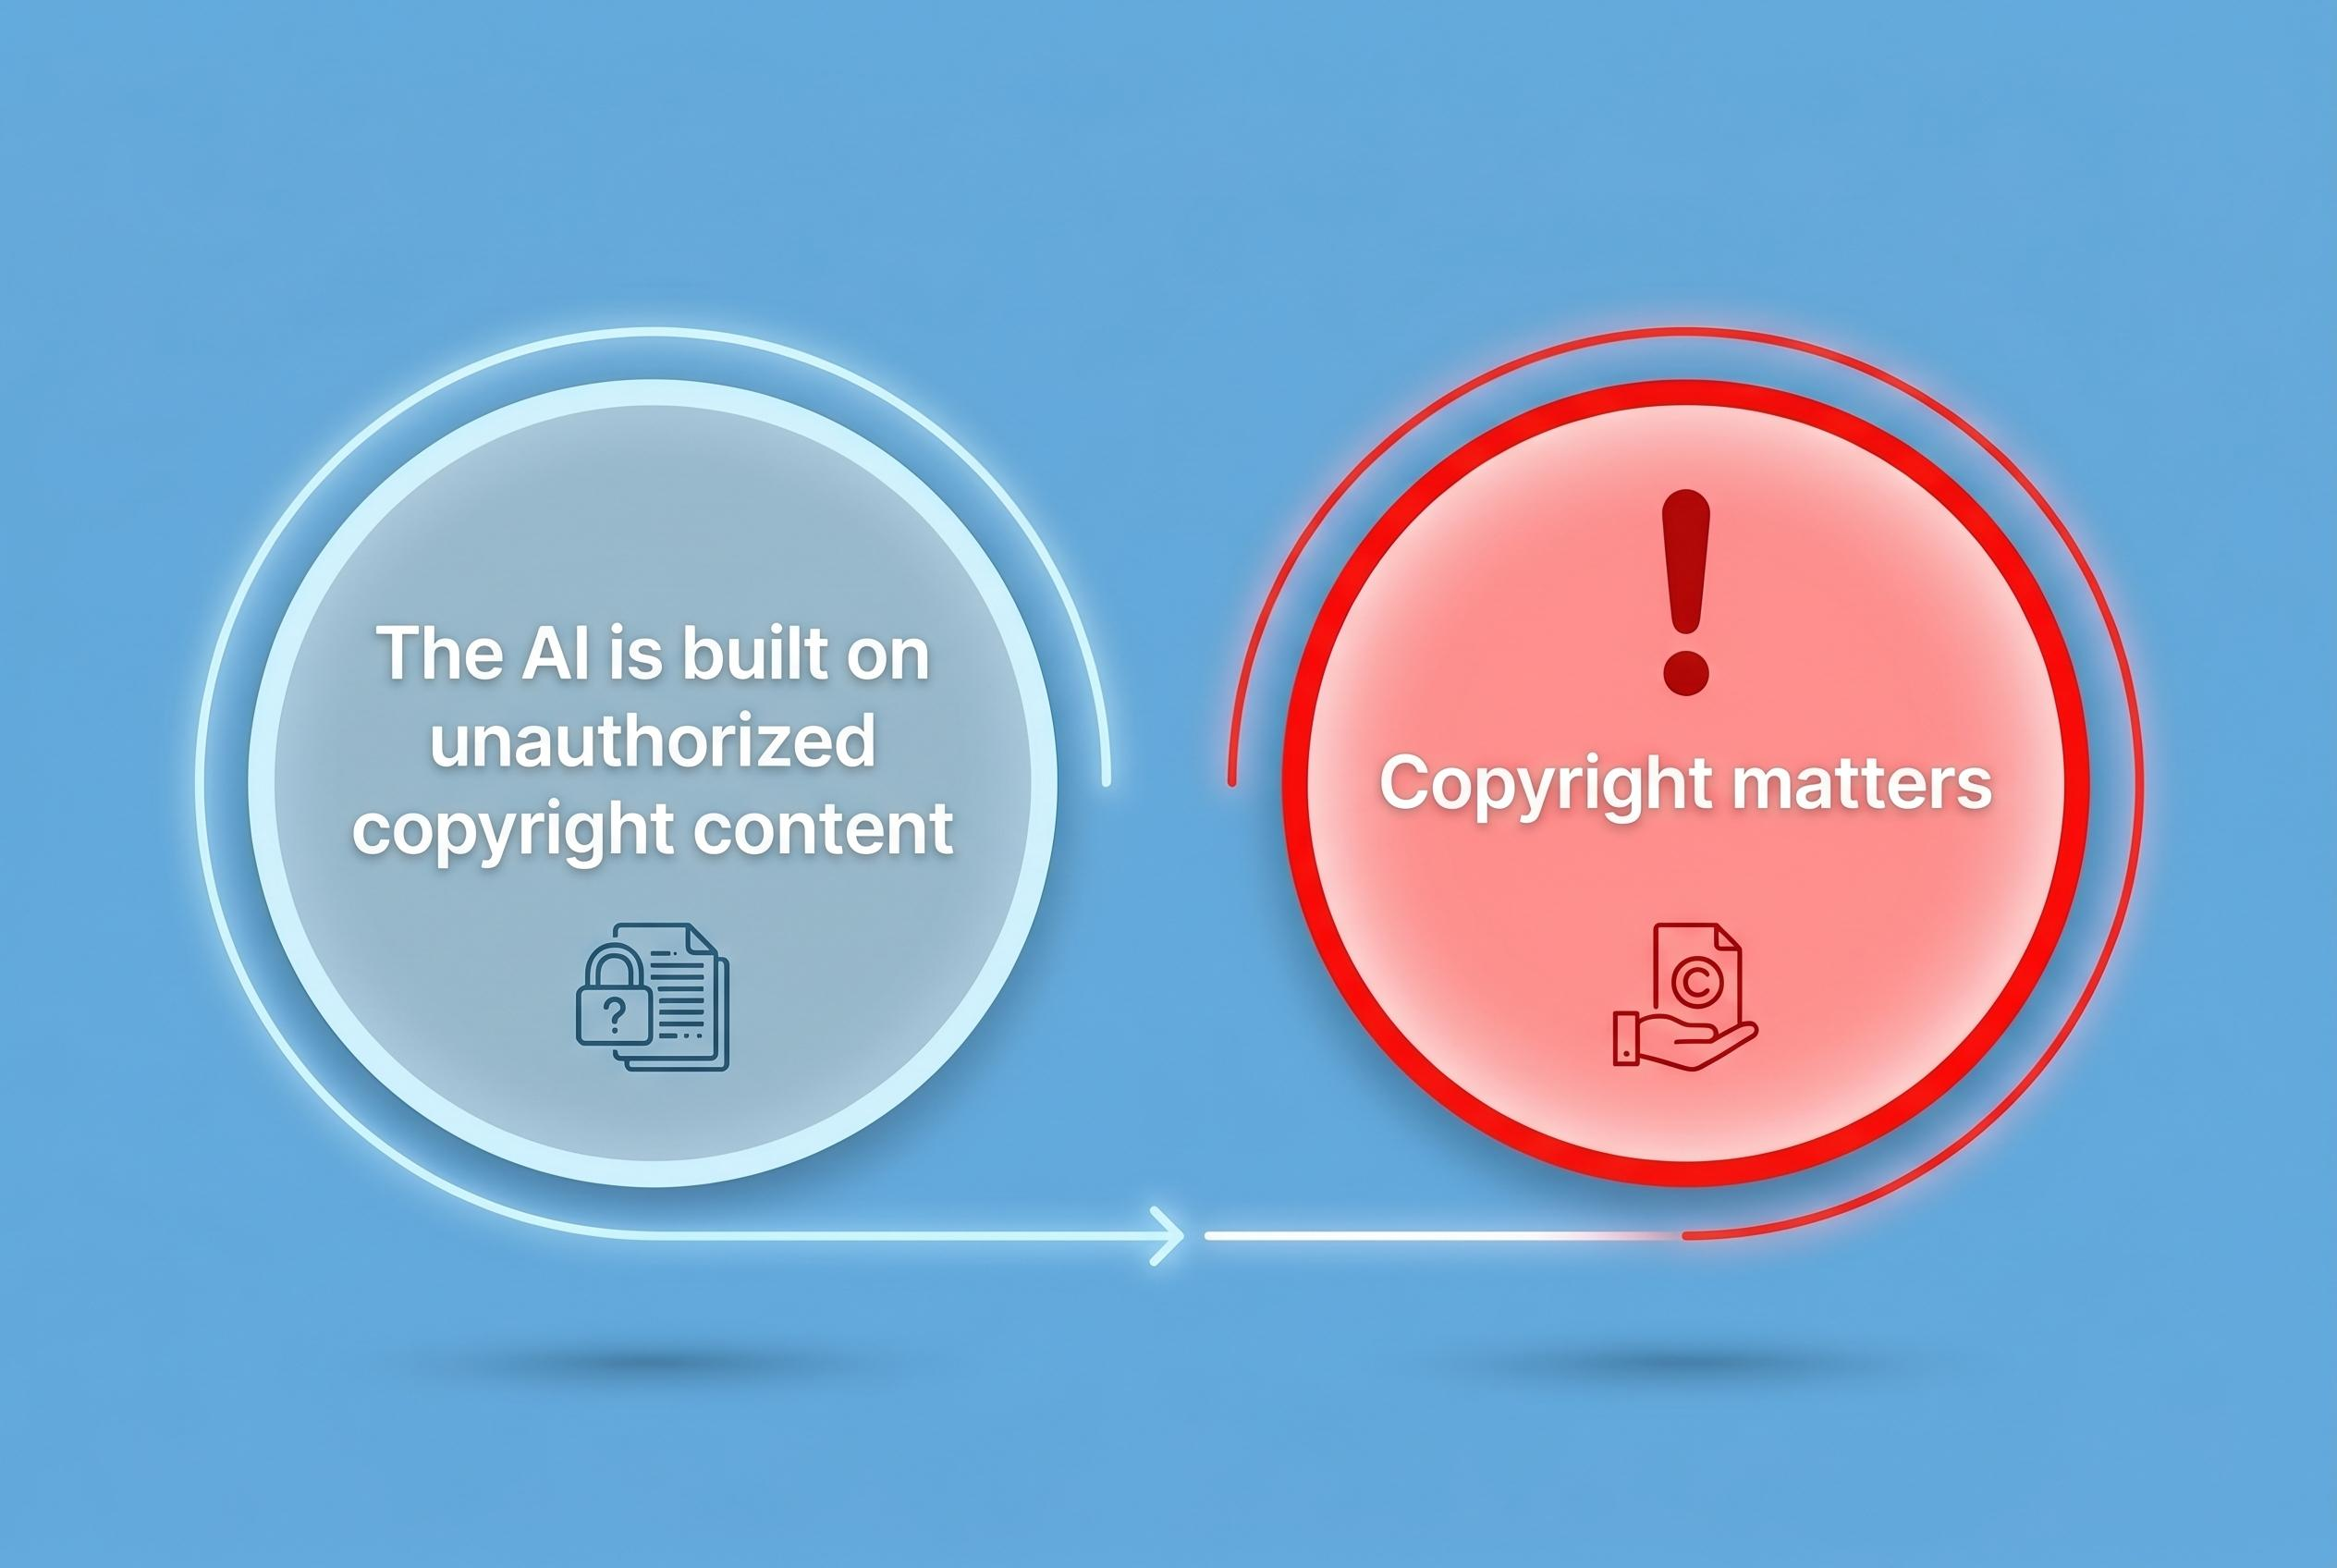 The AI is built on
unauthorized
copyright content
?
!
Copyright matters
©